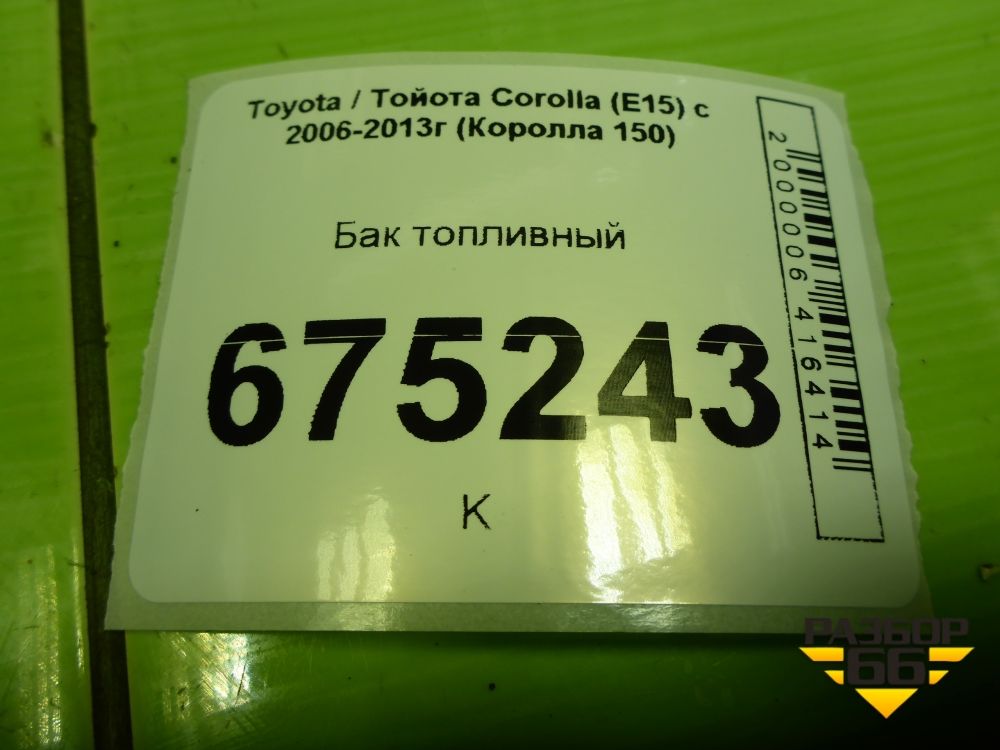 Toyota / Тойота Corolla (E15) с
2006-2013г (Королла 150)
Бак топливный
675243
К
2000006416414
РАЗБОР
66